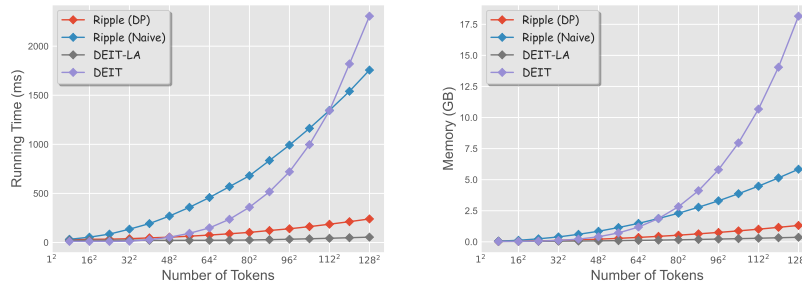 Ripple (DP)
Ripple (Naive)
DEIT-LA
DEIT
Running Time (ms)
2000
1500
1000
500
0
1² 16² 32² 48² 64² 80² 96² 112² 128²
Number of Tokens
Ripple (DP)
Ripple (Naive)
DEIT-LA
DEIT
Memory (GB)
17.5
15.0
12.5
10.0
7.5
5.0
2.5
0.0
1² 16² 32² 48² 64² 80² 96² 112² 128
Number of Tokens